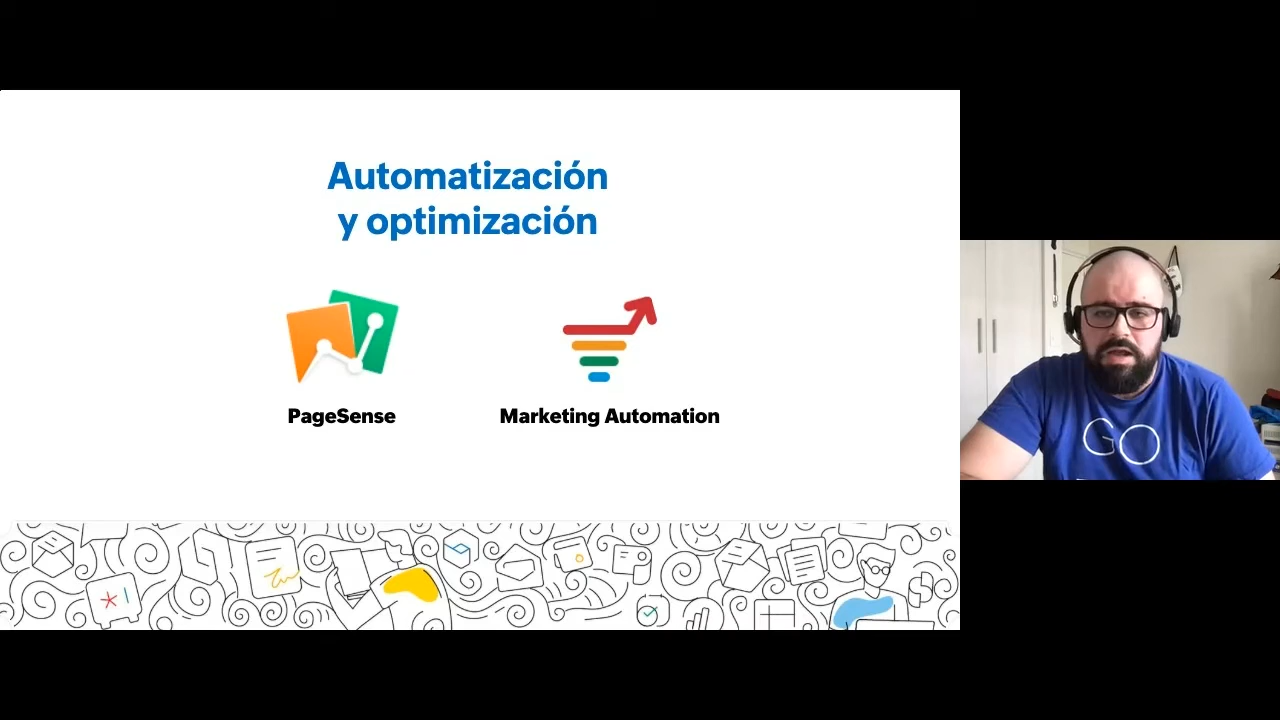 Automatización
y optimización
PageSense
Marketing Automation
GO